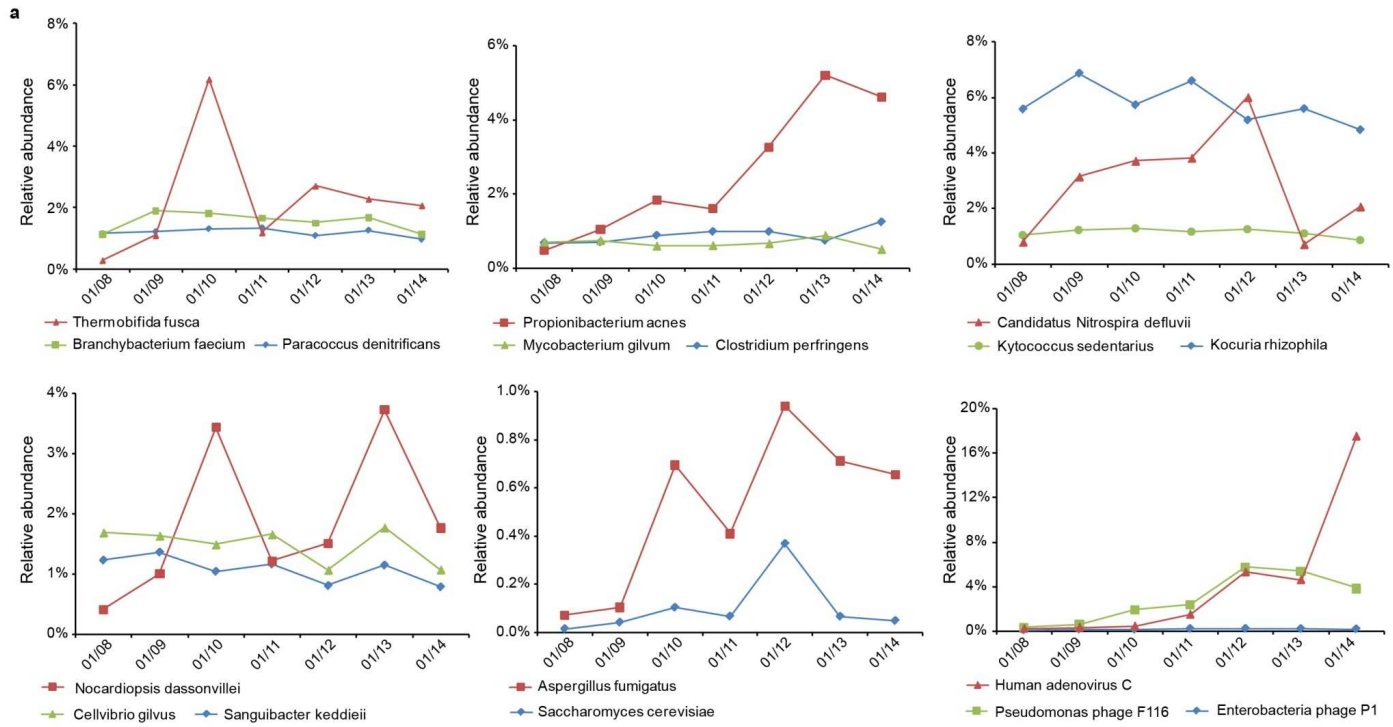 a
Relative abundance
8%
6%
4%
2%
0%
01/08 01/09 01/10 01/11 01/12 01/13 01/14
Thermobifida fusca
Branchybacterium faecium Paracoccus denitrificans
Relative abundance
6%
4%
2%
0%
01/08 01/09 01/10 01/11 01/12 01/13 01/14
Propionibacterium acnes
Mycobacterium gilvum Clostridium perfringens
Relative abundance
8%
6%
4%
2%
0%
01/08 01/09 01/10 01/11 01/12 01/13 01/14
Candidatus Nitrospira defluvii
Kytococcus sedentarius Kocuria rhizophila
Relative abundance
4%
3%
2%
1%
0%
01/08 01/09 01/10 01/11 01/12 01/13 01/14
Nocardiopsis dassonvillei
Cellvibrio gilvus Sanguibacter keddieii
Relative abundance
1.0%
0.8%
0.6%
0.4%
0.2%
0.0%
01/08 01/09 01/10 01/11 01/12 01/13 01/14
Aspergillus fumigatus
Saccharomyces cerevisiae
Relative abundance
20%
16%
12%
8%
4%
0%
01/08 01/09 01/10 01/11 01/12 01/13 01/14
Human adenovirus C
Pseudomonas phage F116 Enterobacteria phage P1